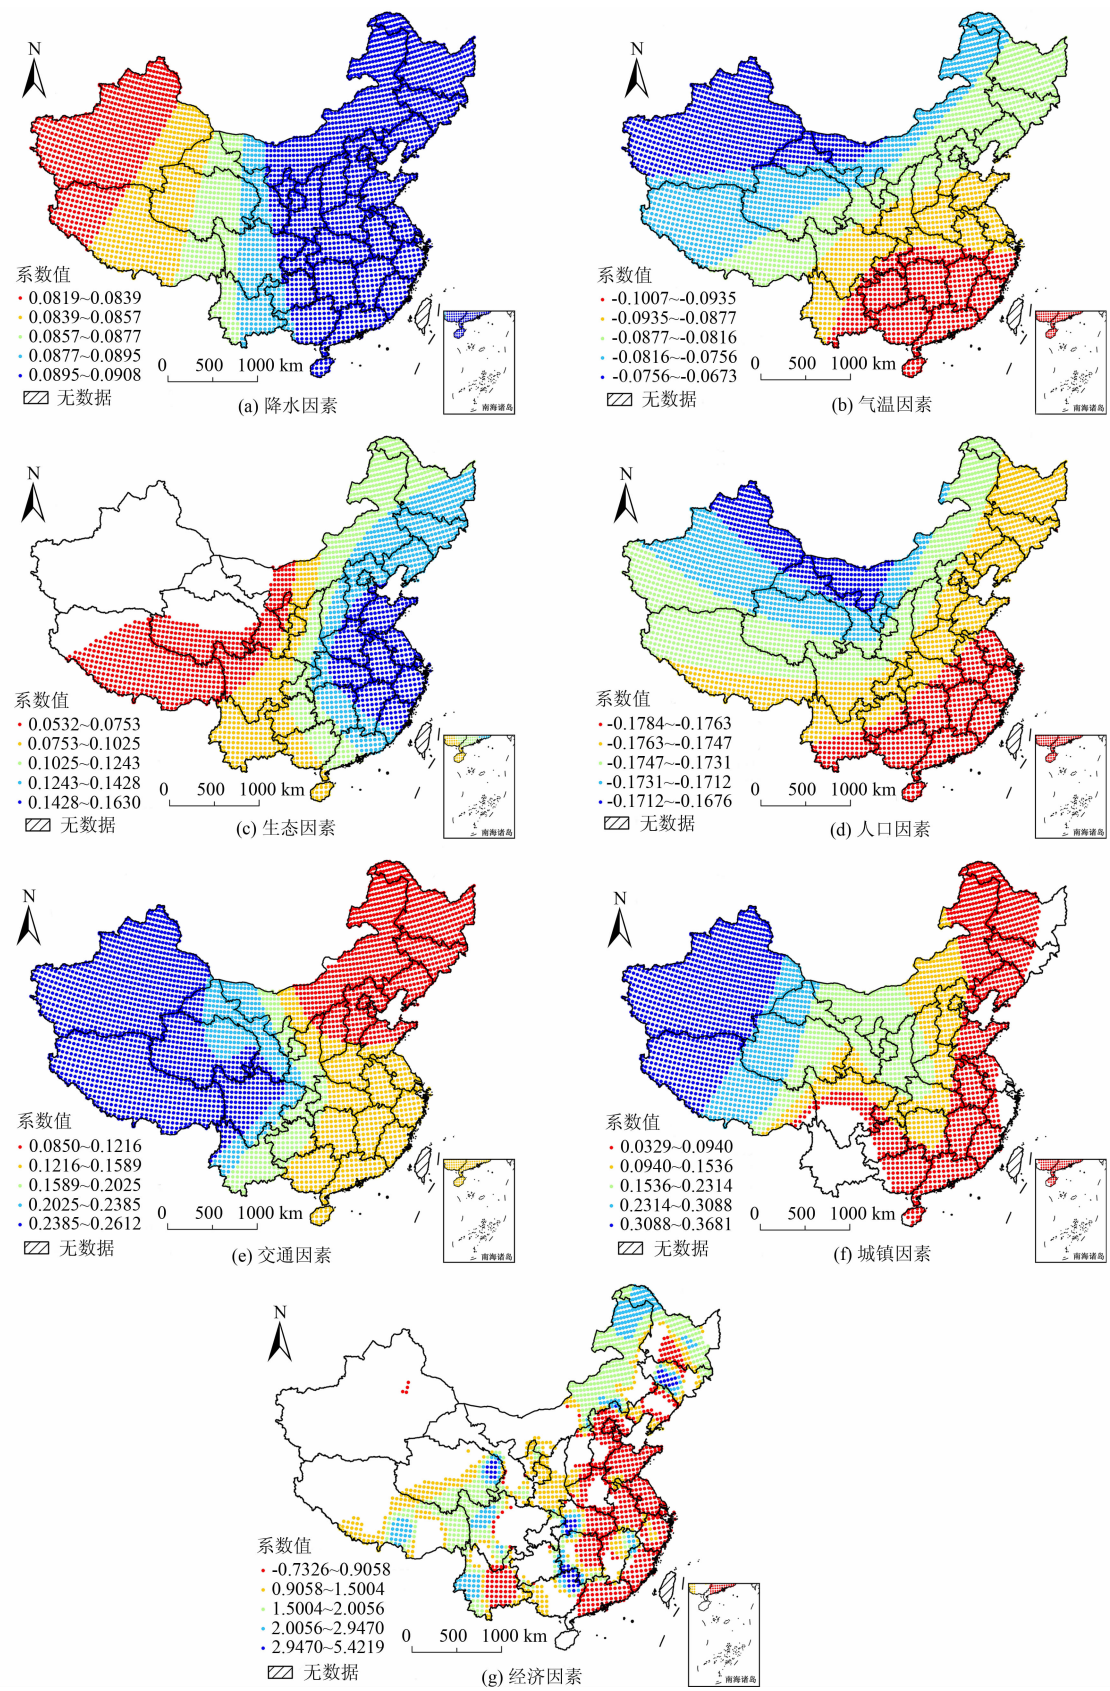 N
系数值
0.0819~0.0839
0.0839~0.0857
0.0857~0.0877
0.0877~0.0895
0.0895~0.0908
无数据
0 500 1000 km
南海诸岛
(a) 降水因素
N
系数值
-0.1007~-0.0935
-0.0935~-0.0877
-0.0877~-0.0816
-0.0816~-0.0756
-0.0756~-0.0673
无数据
0 500 1000 km
南海诸岛
(b) 气温因素
N
系数值
0.0532~0.0753
0.0753~0.1025
0.1025~0.1243
0.1243~0.1428
0.1428~0.1630
无数据
0 500 1000 km
南海诸岛
(c) 生态因素
N
系数值
-0.1784~-0.1763
-0.1763~-0.1747
-0.1747~-0.1731
-0.1731~-0.1712
-0.1712~-0.1676
无数据
0 500 1000 km
南海诸岛
(d) 人口因素
N
系数值
0.0850~0.1216
0.1216~0.1589
0.1589~0.2025
0.2025~0.2385
0.2385~0.2612
无数据
0 500 1000 km
南海诸岛
(e) 交通因素
N
系数值
0.0329~0.0940
0.0940~0.1536
0.1536~0.2314
0.2314~0.3088
0.3088~0.3681
无数据
0 500 1000 km
南海诸岛
(f) 城镇因素
N
系数值
-0.7326~0.9058
0.9058~1.5004
1.5004~2.0056
2.0056~2.9470
2.9470~5.4219
无数据
0 500 1000 km
南海诸岛
(g) 经济因素